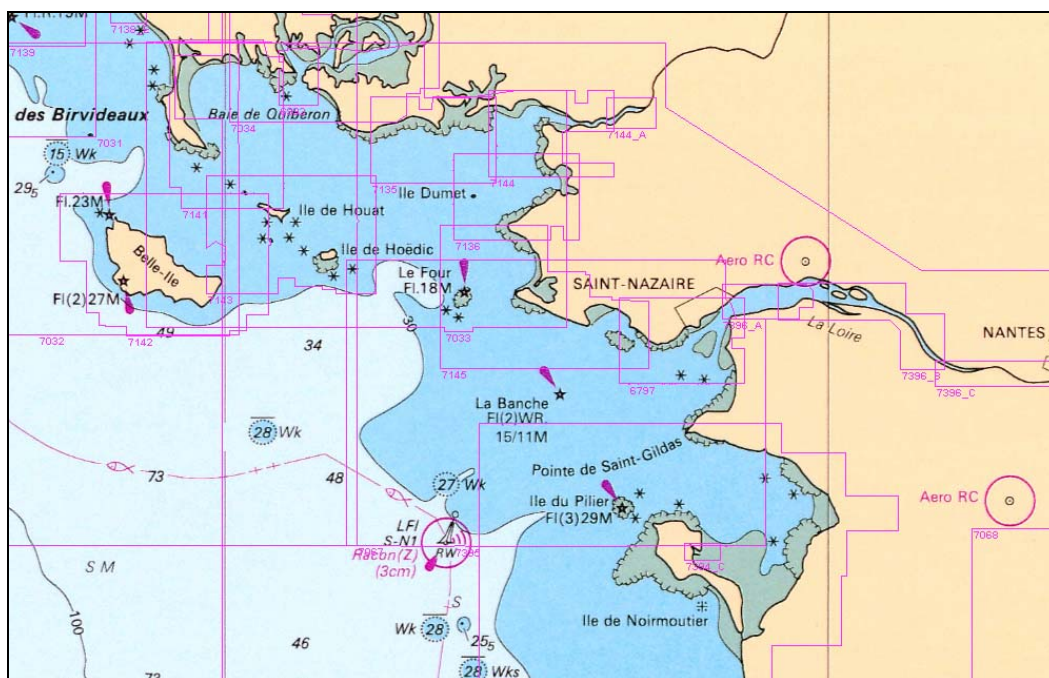 7139
des Birvideaux
7031
15 Wk
29₅
Fl.23M
Belle-Ile
Fl(2)27M
7032
7142
49
Baie de Quiberon
7034
7141
7143
Ile de Houat
Ile de Hoëdic
7135
7144
7144_A
Ile Dumet
7136
Le Four
Fl.18M
30
7033
7145
34
SAINT-NAZAIRE
Aero RC
7396_A
La Loire
NANTES
7396_B
7396_C
6797
La Banche
Fl(2)WR.
15/11M
28 Wk
73
48
27 Wk
Pointe de Saint-Gildas
Ile du Pilier
Fl(3)29M
Aero RC
7068
LFl
S-N1
RW
7395
Racon(Z)
(3cm)
7394_C
S M
100
S
Ile de Noirmoutier
Wk 28
25₅
46
28 Wks
73